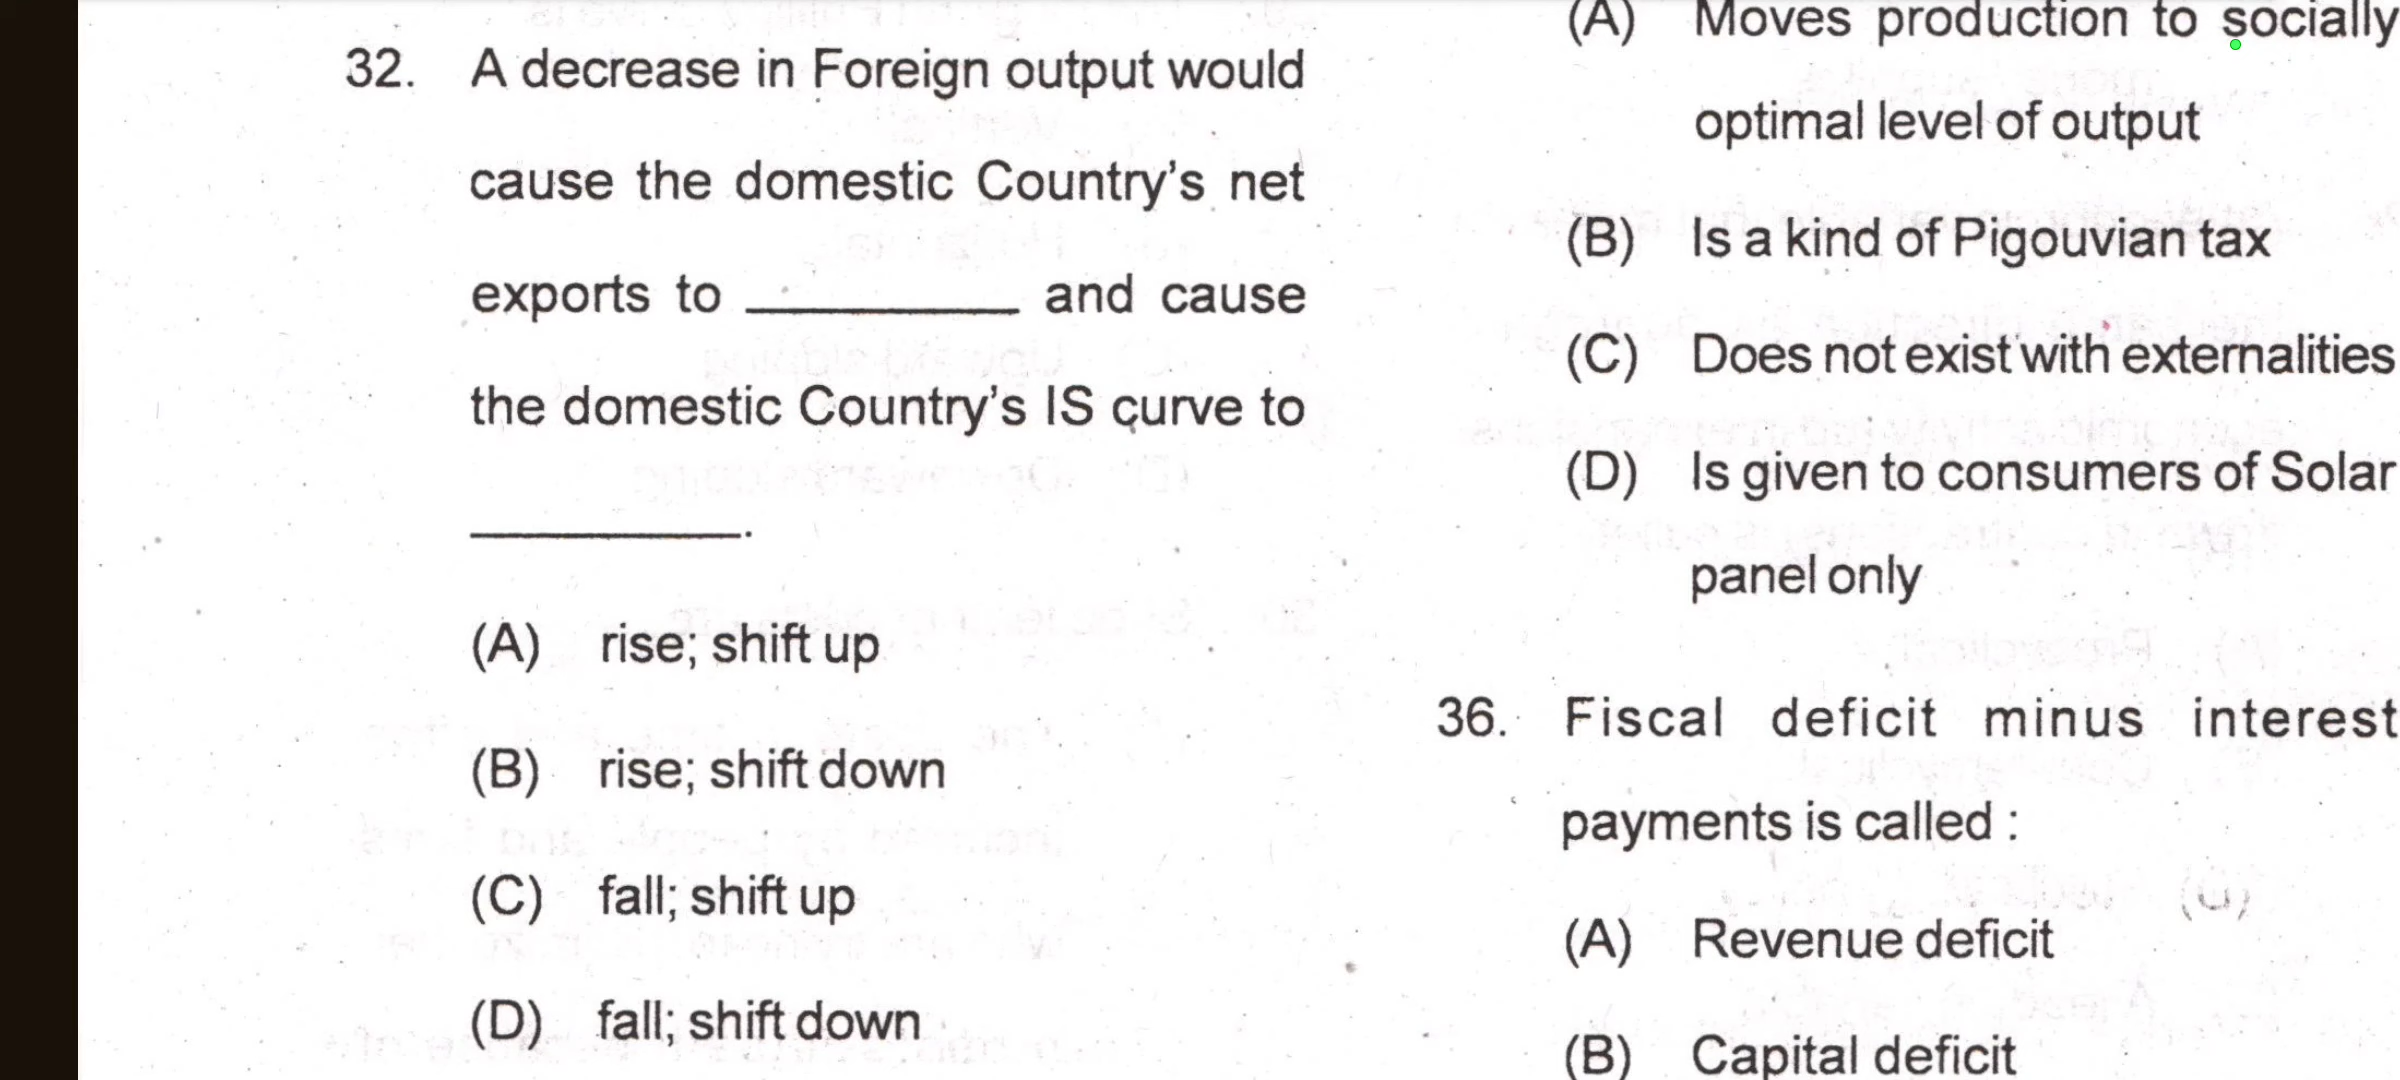 32. A decrease in Foreign output would
cause the domestic Country's net
exports to __________ and cause
the domestic Country's IS curve to
__________.
(A) rise; shift up
(B) rise; shift down
(C) fall; shift up
(D) fall; shift down
(A) Moves production to socially
optimal level of output
(B) Is a kind of Pigouvian tax
(C) Does not exist with externalities
(D) Is given to consumers of Solar
panel only
36. Fiscal deficit minus interest
payments is called :
(A) Revenue deficit
(B) Capital deficit